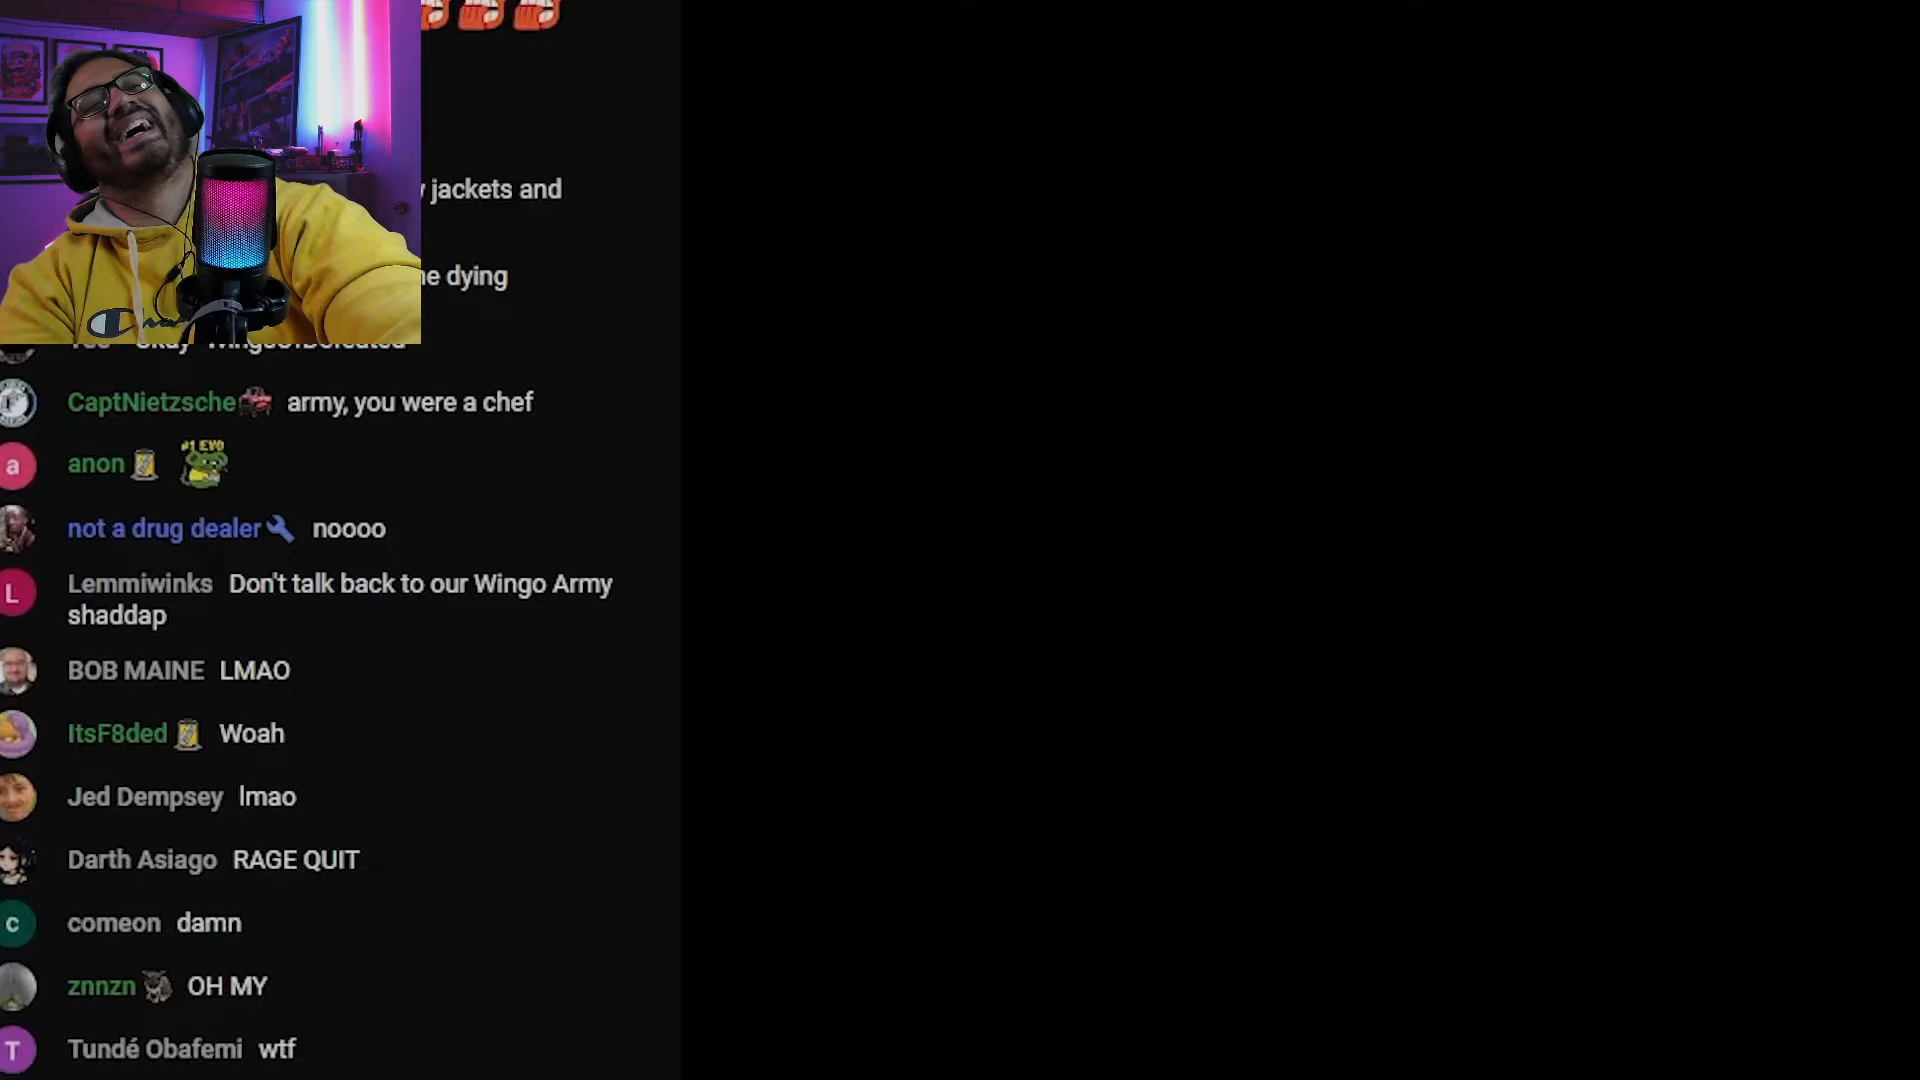 jackets and
dying
CaptNietzsche army, you were a chef
a anon #1 EVO
not a drug dealer noooo
L Lemmiwinks Don't talk back to our Wingo Army
shaddap
BOB MAINE LMAO
ItsF8ded Woah
Jed Dempsey lmao
Darth Asiago RAGE QUIT
c comeon damn
znnzn OH MY
T Tundé Obafemi wtf